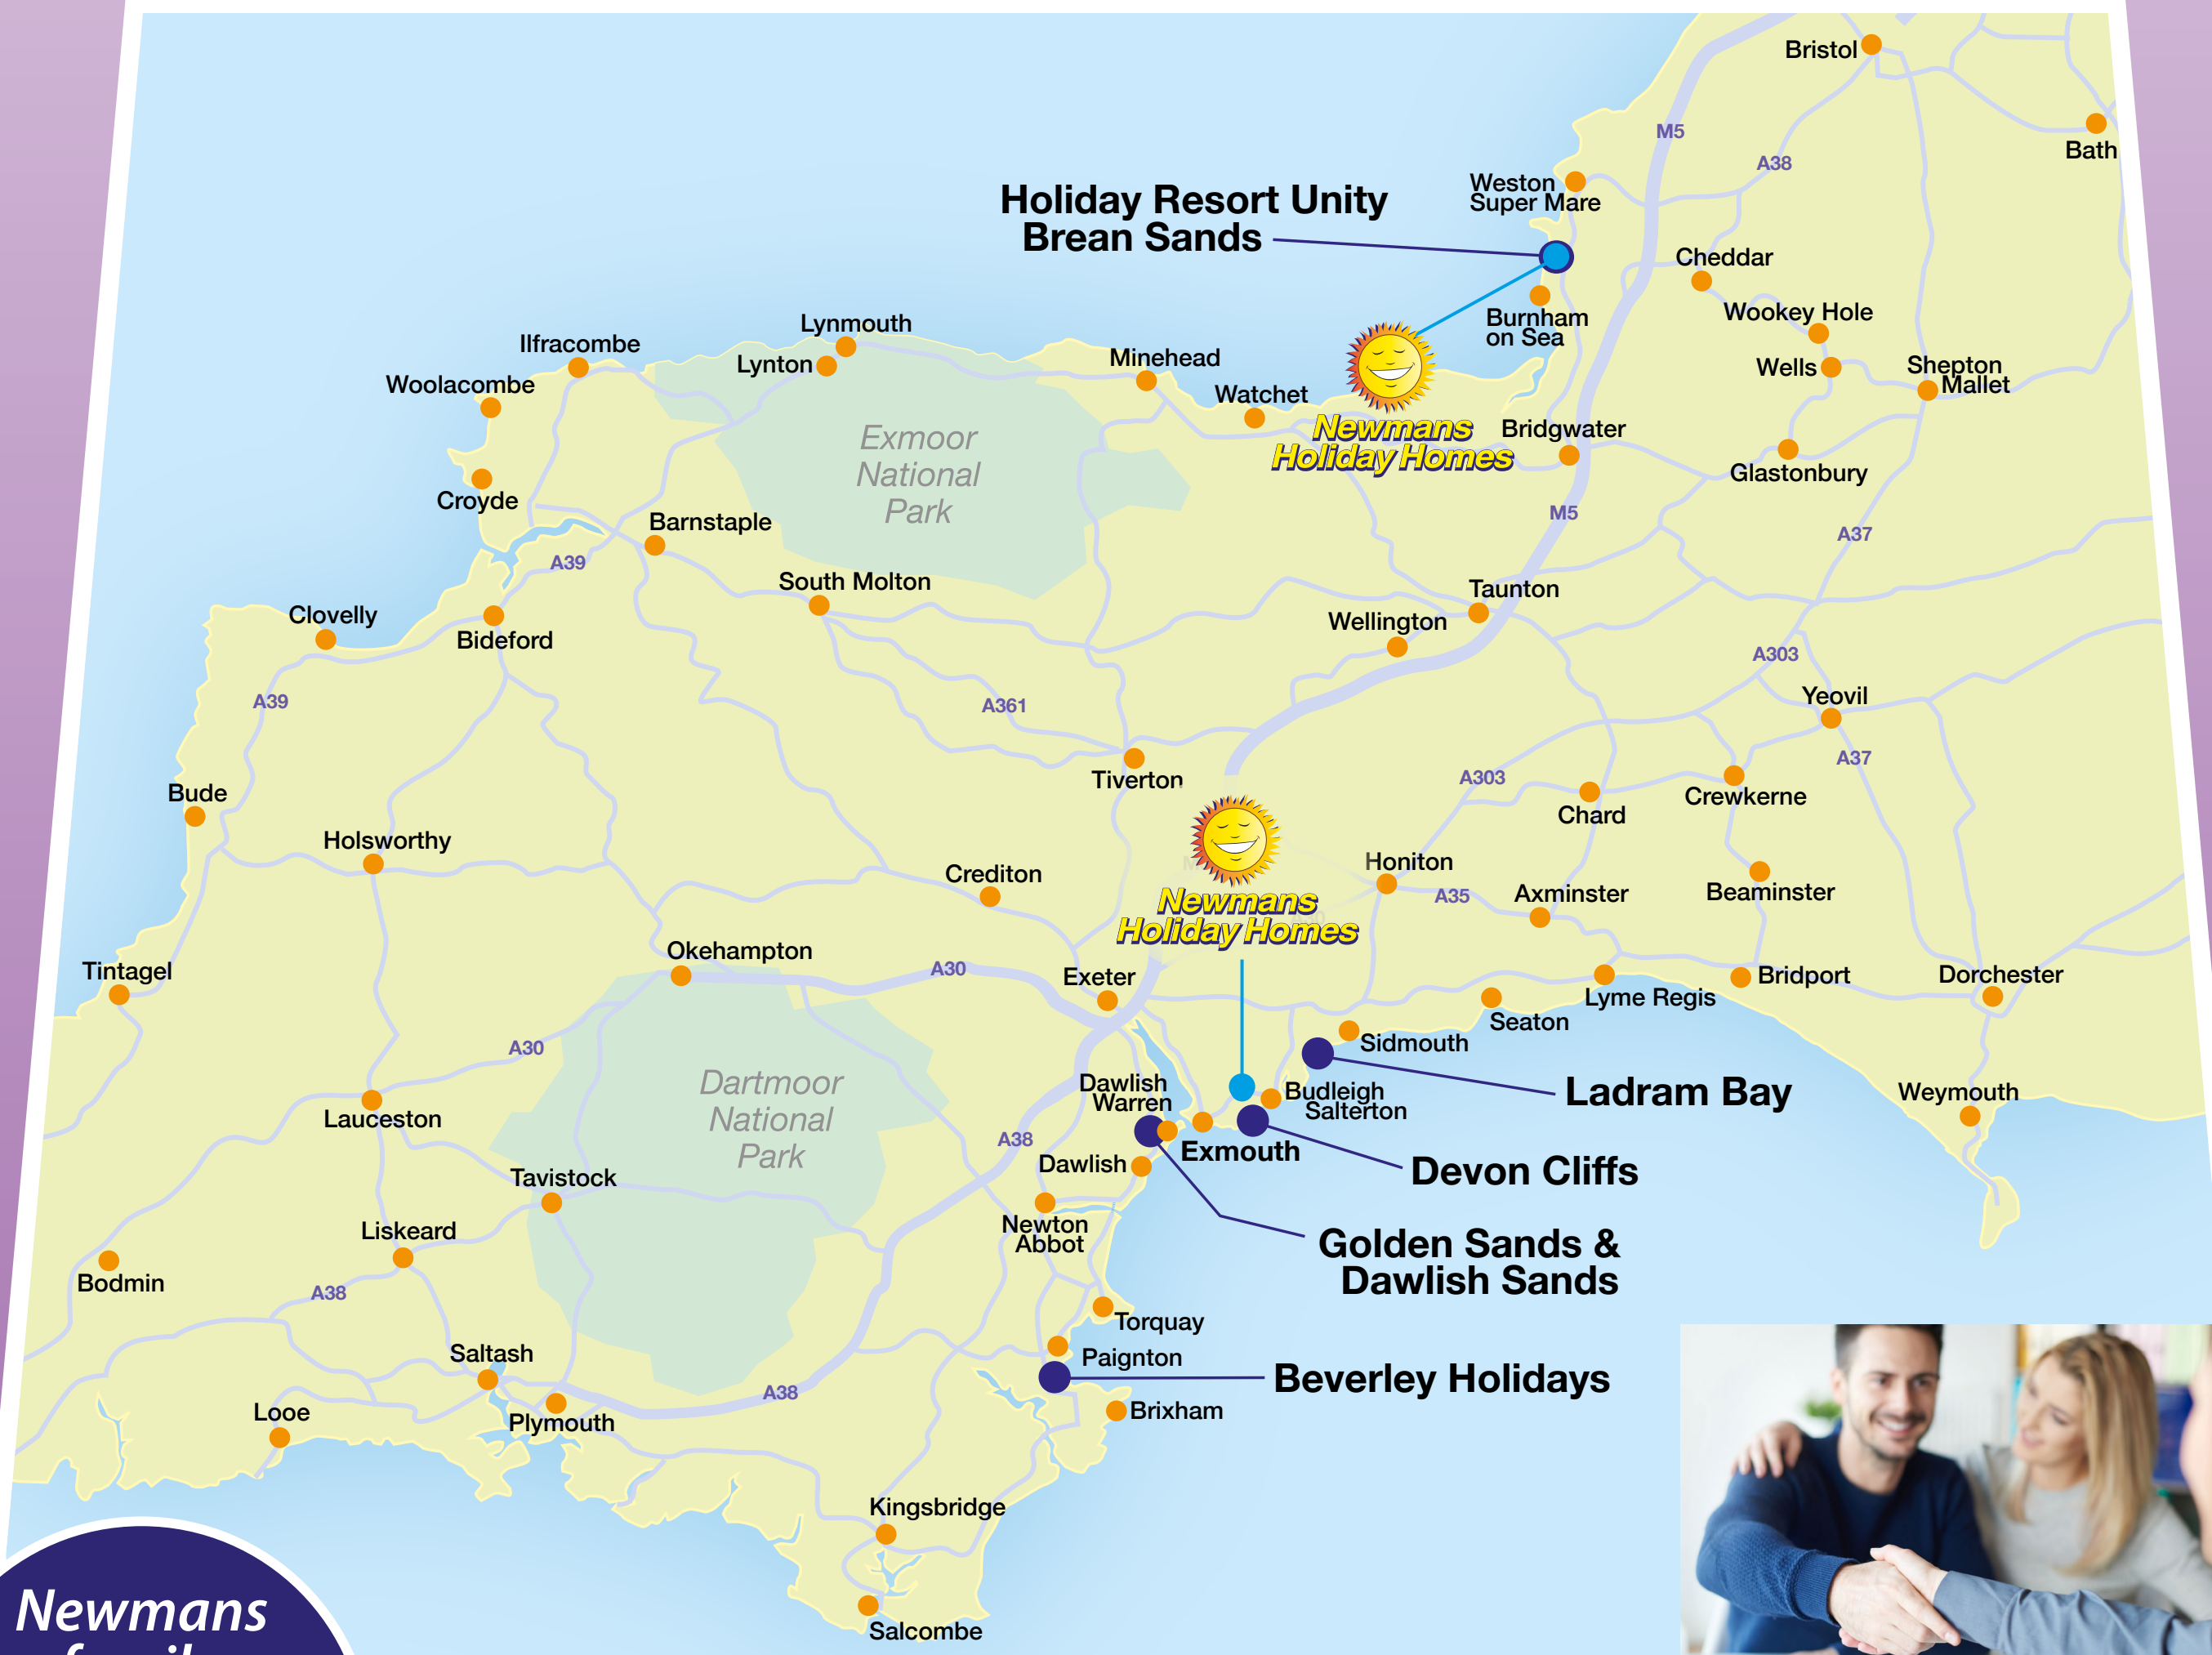 Bristol
M5
Bath
A38
Weston
Super Mare
Holiday Resort Unity
Brean Sands
Cheddar
Wookey Hole
Burnham
on Sea
Lynmouth
Ilfracombe
Lynton
Minehead
Wells
Shepton
Mallet
Woolacombe
Watchet
Newmans
Holiday Homes
Bridgwater
Exmoor
National
Park
Glastonbury
Croyde
M5
Barnstaple
A37
A39
South Molton
Taunton
Clovelly
Wellington
Bideford
A303
Yeovil
A39
A361
A37
Tiverton
A303
Bude
Crewkerne
Chard
Holsworthy
Honiton
Crediton
A35
Axminster
Beaminster
Newmans
Holiday Homes
Okehampton
Tintagel
A30
Exeter
Bridport
Dorchester
Lyme Regis
Seaton
A30
Sidmouth
Dartmoor
National
Park
Dawlish
Warren
Budleigh
Salterton
Ladram Bay
Weymouth
Lauceston
A38
Exmouth
Dawlish
Devon Cliffs
Tavistock
Newton
Abbot
Liskeard
Golden Sands &
Dawlish Sands
Bodmin
A38
Torquay
Saltash
Paignton
Beverley Holidays
A38
Looe
Plymouth
Brixham
Kingsbridge
Salcombe
Newmans